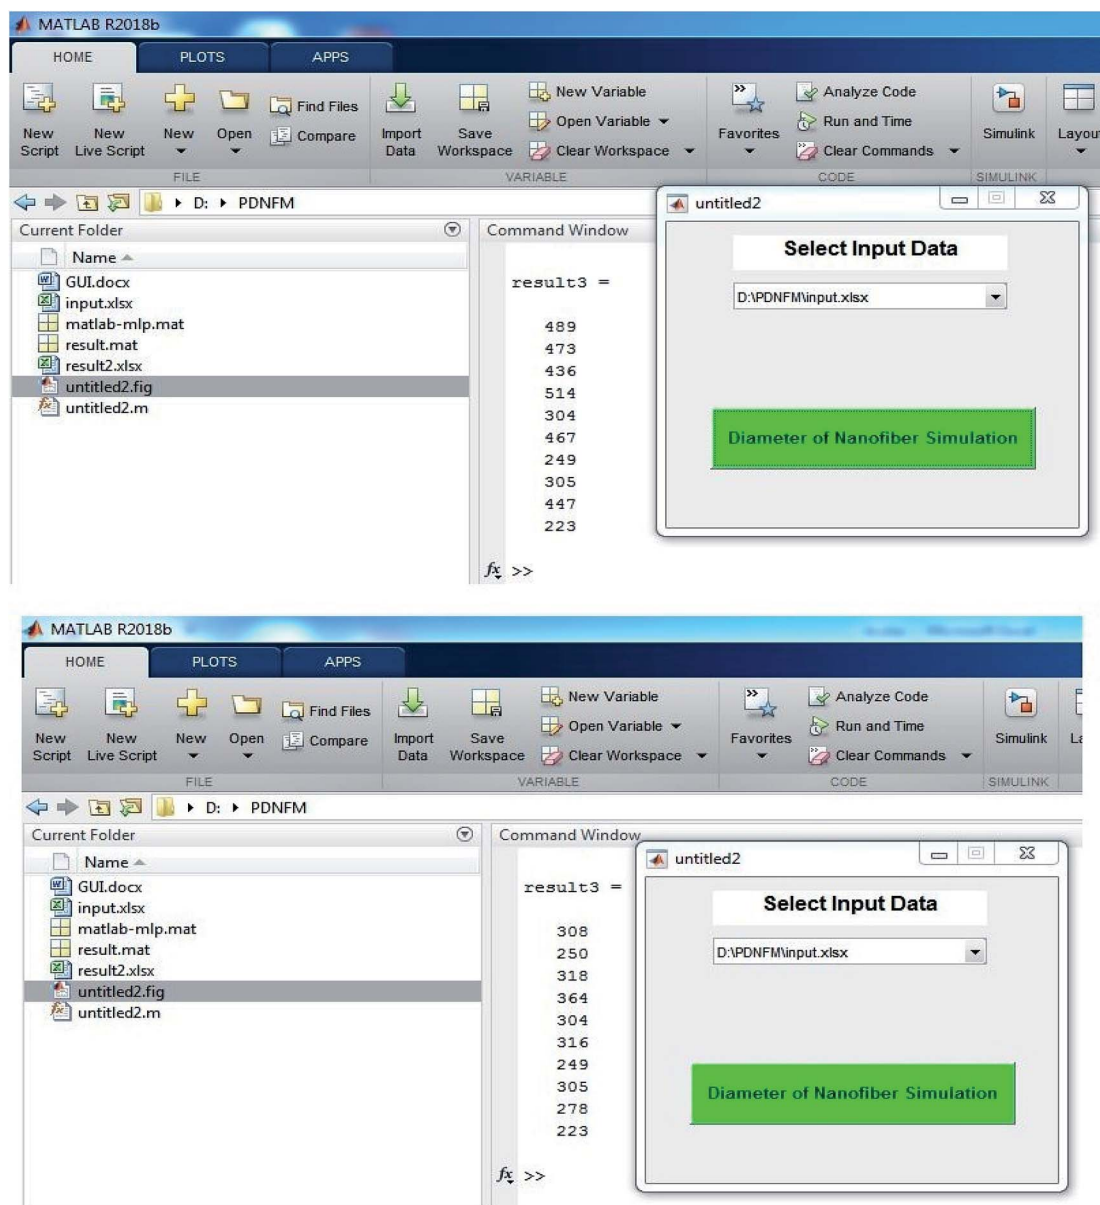 MATLAB R2018b
HOME PLOTS APPS
New Script New Live Script New Open Find Files Compare Import Data Save Workspace New Variable Open Variable Clear Workspace Favorites Analyze Code Run and Time Clear Commands Simulink Layou
FILE VARIABLE CODE SIMULINK
D: PDNFM
Current Folder
Name
GUI.docx
input.xlsx
matlab-mlp.mat
result.mat
result2.xlsx
untitled2.fig
untitled2.m
Command Window
result3 =
489
473
436
514
304
467
249
305
447
223
fx >>
untitled2
Select Input Data
D:\PDNFM\input.xlsx
Diameter of Nanofiber Simulation
MATLAB R2018b
HOME PLOTS APPS
New Script New Live Script New Open Find Files Compare Import Data Save Workspace New Variable Open Variable Clear Workspace Favorites Analyze Code Run and Time Clear Commands Simulink La
FILE VARIABLE CODE SIMULINK
D: PDNFM
Current Folder
Name
GUI.docx
input.xlsx
matlab-mlp.mat
result.mat
result2.xlsx
untitled2.fig
untitled2.m
Command Window
result3 =
308
250
318
364
304
316
249
305
278
223
fx >>
untitled2
Select Input Data
D:\PDNFM\input.xlsx
Diameter of Nanofiber Simulation